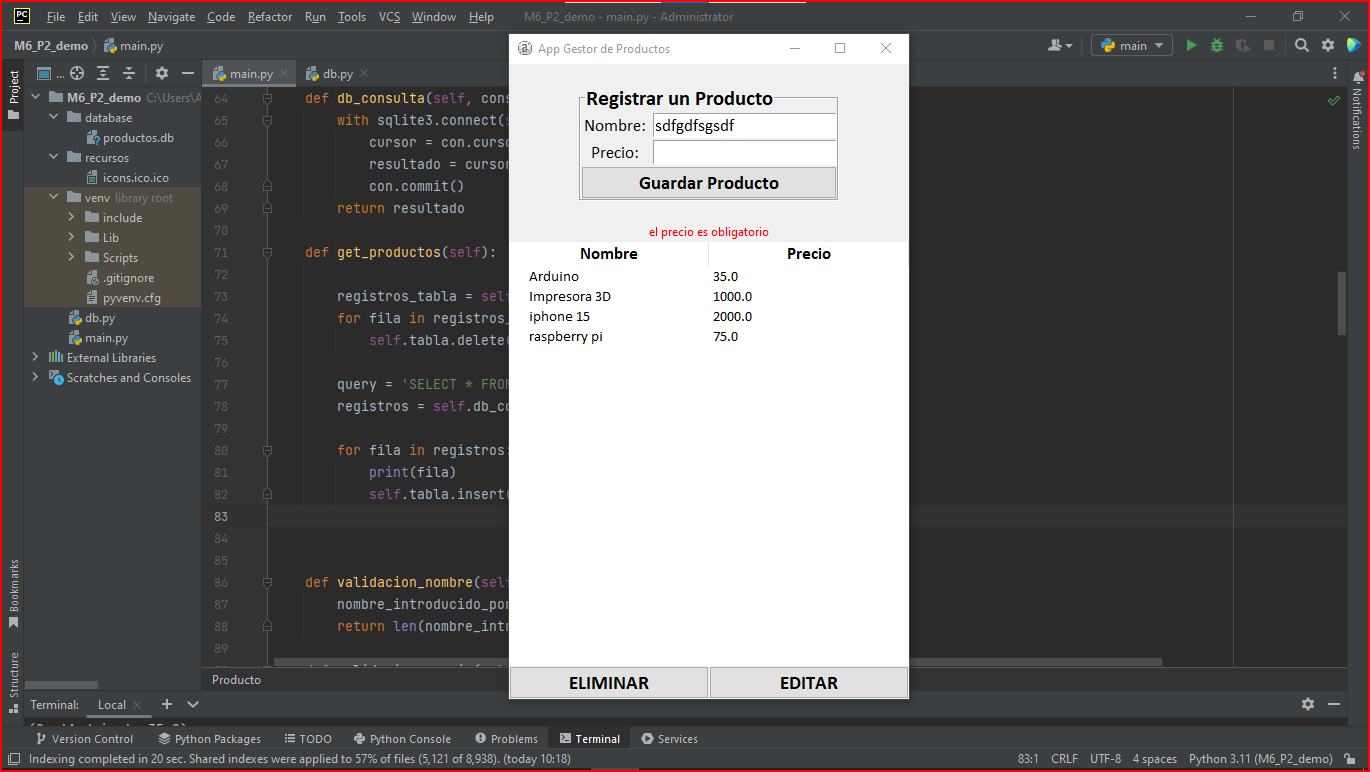 PC File Edit View Navigate Code Refactor Run Tools VCS Window Help M6_P2_demo - main.py - Administrator
M6_P2_demo main.py
main
Project
...
main.py db.py
M6_P2_demo C:\Users\A
database
productos.db
recursos
icons.ico.ico
venv library root
include
Lib
Scripts
.gitignore
pyvenv.cfg
db.py
main.py
External Libraries
Scratches and Consoles
Bookmarks
Structure
Notifications
64 def db_consulta(self, cons
65 with sqlite3.connect(s
66 cursor = con.curso
67 resultado = cursor
68 con.commit()
69 return resultado
70
71 def get_productos(self):
72
73 registros_tabla = self
74 for fila in registros_
75 self.tabla.delete(
76
77 query = 'SELECT * FROM
78 registros = self.db_co
79
80 for fila in registros:
81 print(fila)
82 self.tabla.insert(
83
84
85
86 def validacion_nombre(self
87 nombre_introducido_por
88 return len(nombre_intr
89
Producto
App Gestor de Productos
Registrar un Producto
Nombre: sdfgdfsgsdf
Precio:
Guardar Producto
el precio es obligatorio
Nombre Precio
Arduino 35.0
Impresora 3D 1000.0
iphone 15 2000.0
raspberry pi 75.0
ELIMINAR EDITAR
Terminal: Local
Version Control Python Packages TODO Python Console Problems Terminal Services
Indexing completed in 20 sec. Shared indexes were applied to 57% of files (5,121 of 8,938). (today 10:18) 83:1 CRLF UTF-8 4 spaces Python 3.11 (M6_P2_demo)